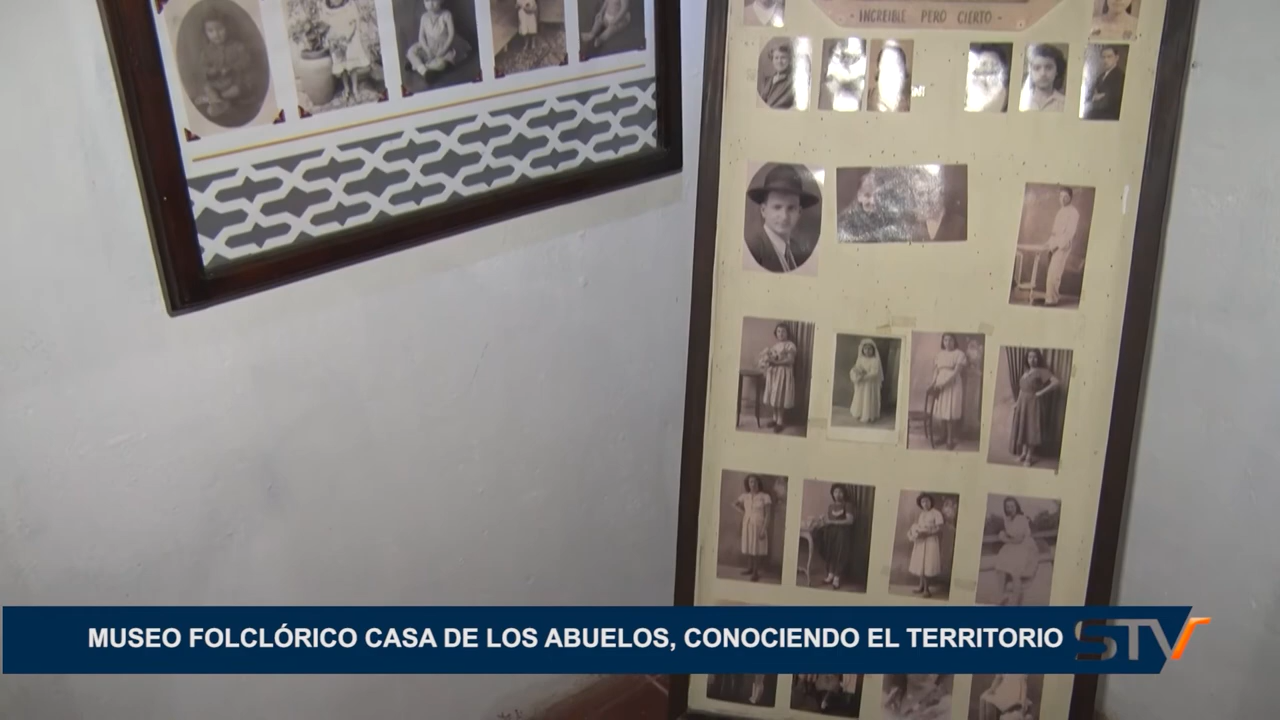 - INCREIBLE PERO CIERTO -
MUSEO FOLCLÓRICO CASA DE LOS ABUELOS, CONOCIENDO EL TERRITORIO
STV